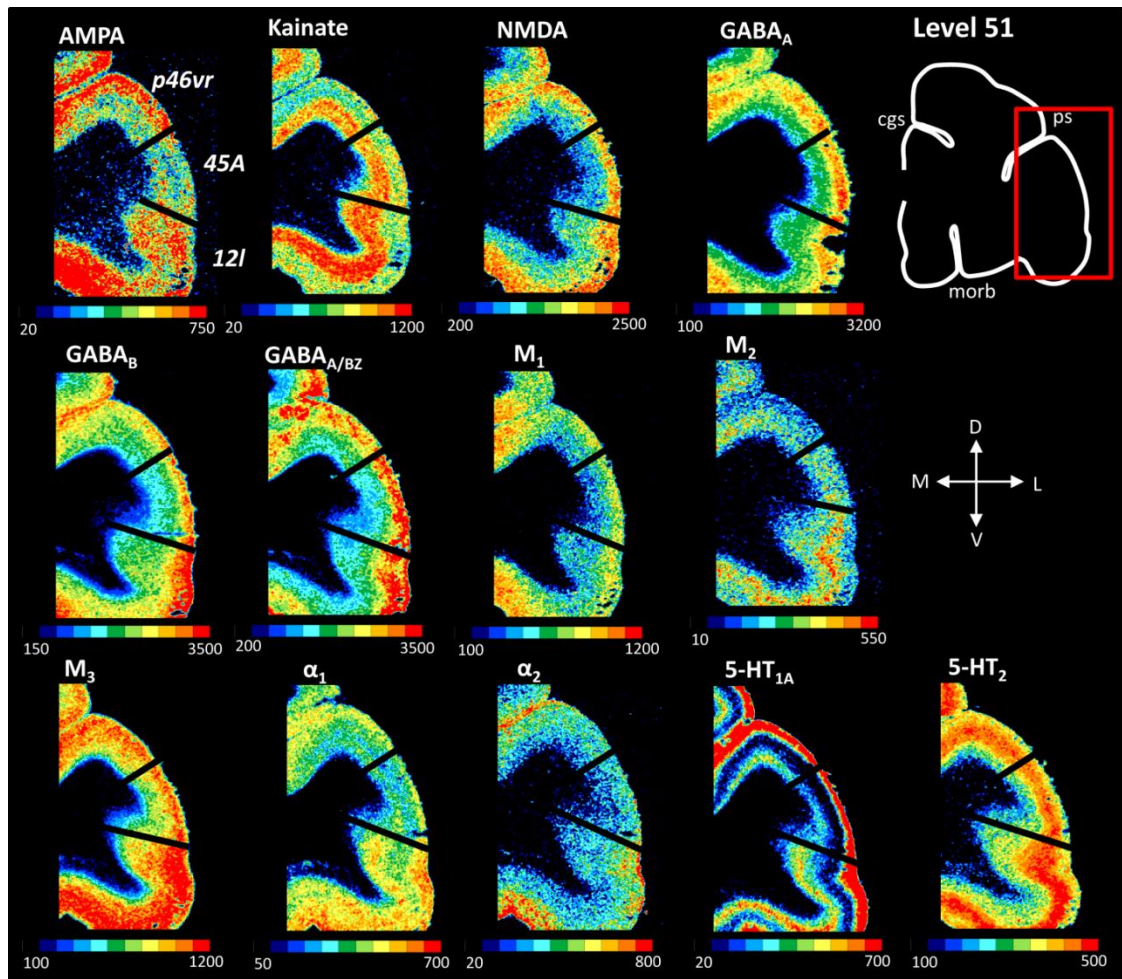 AMPA Kainate NMDA GABAA Level 51
p46vr
45A
12l
cgs ps
morb
20 750 20 1200 200 2500 100 3200
GABAB GABAA/BZ M1 M2
D
M L
V
150 3500 200 3500 100 1200 10 550
M3 α1 α2 5-HT1A 5-HT2
100 1200 50 700 20 800 20 700 100 500